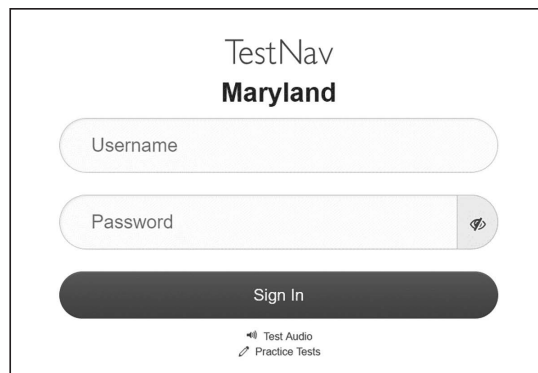 TestNav
Maryland
Username
Password
Sign In
Test Audio
Practice Tests